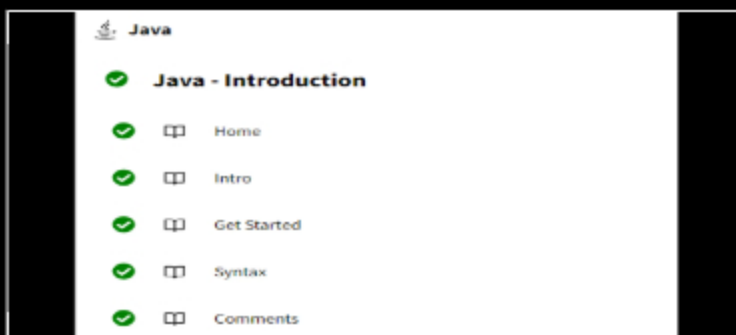 Java
Java - Introduction
Home
Intro
Get Started
Syntax
Comments